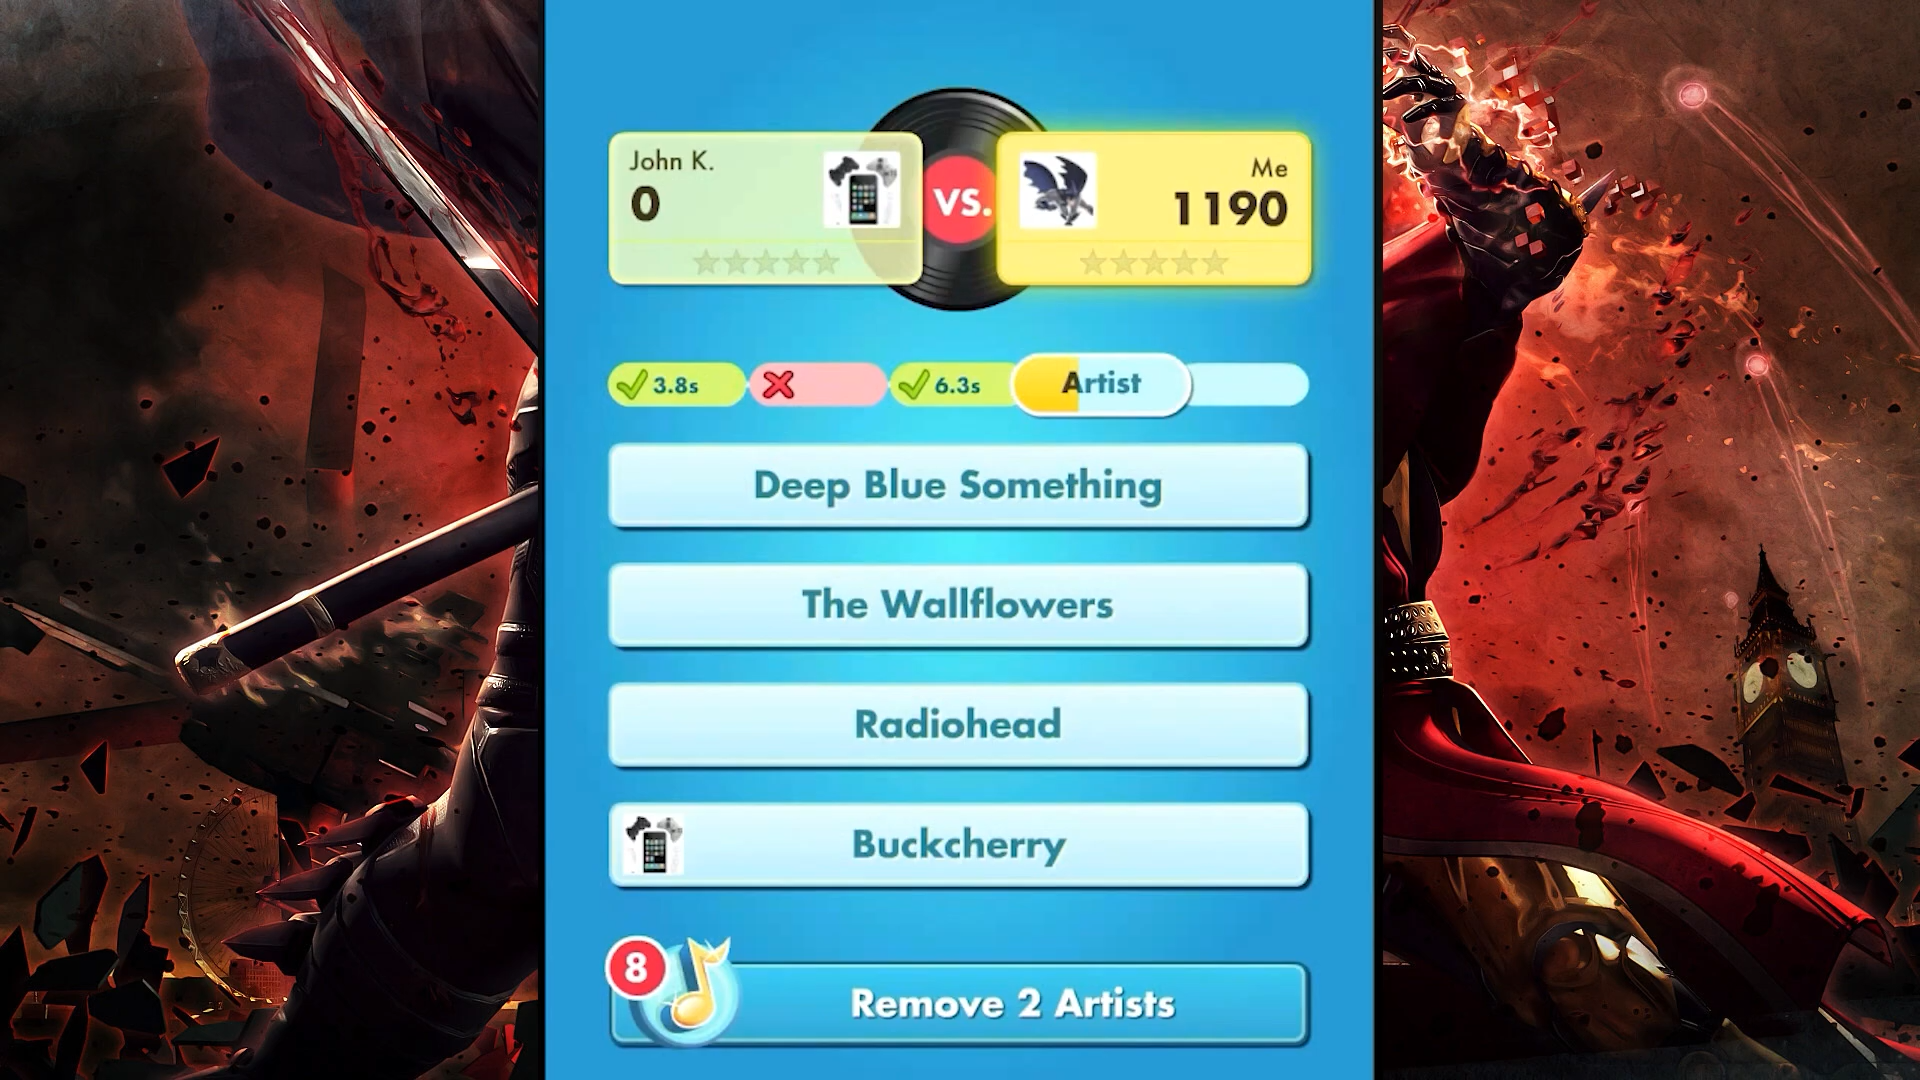 John K.
0
VS.
Me
1190
3.8s
6.3s
Artist
Deep Blue Something
The Wallflowers
Radiohead
Buckcherry
8
Remove 2 Artists